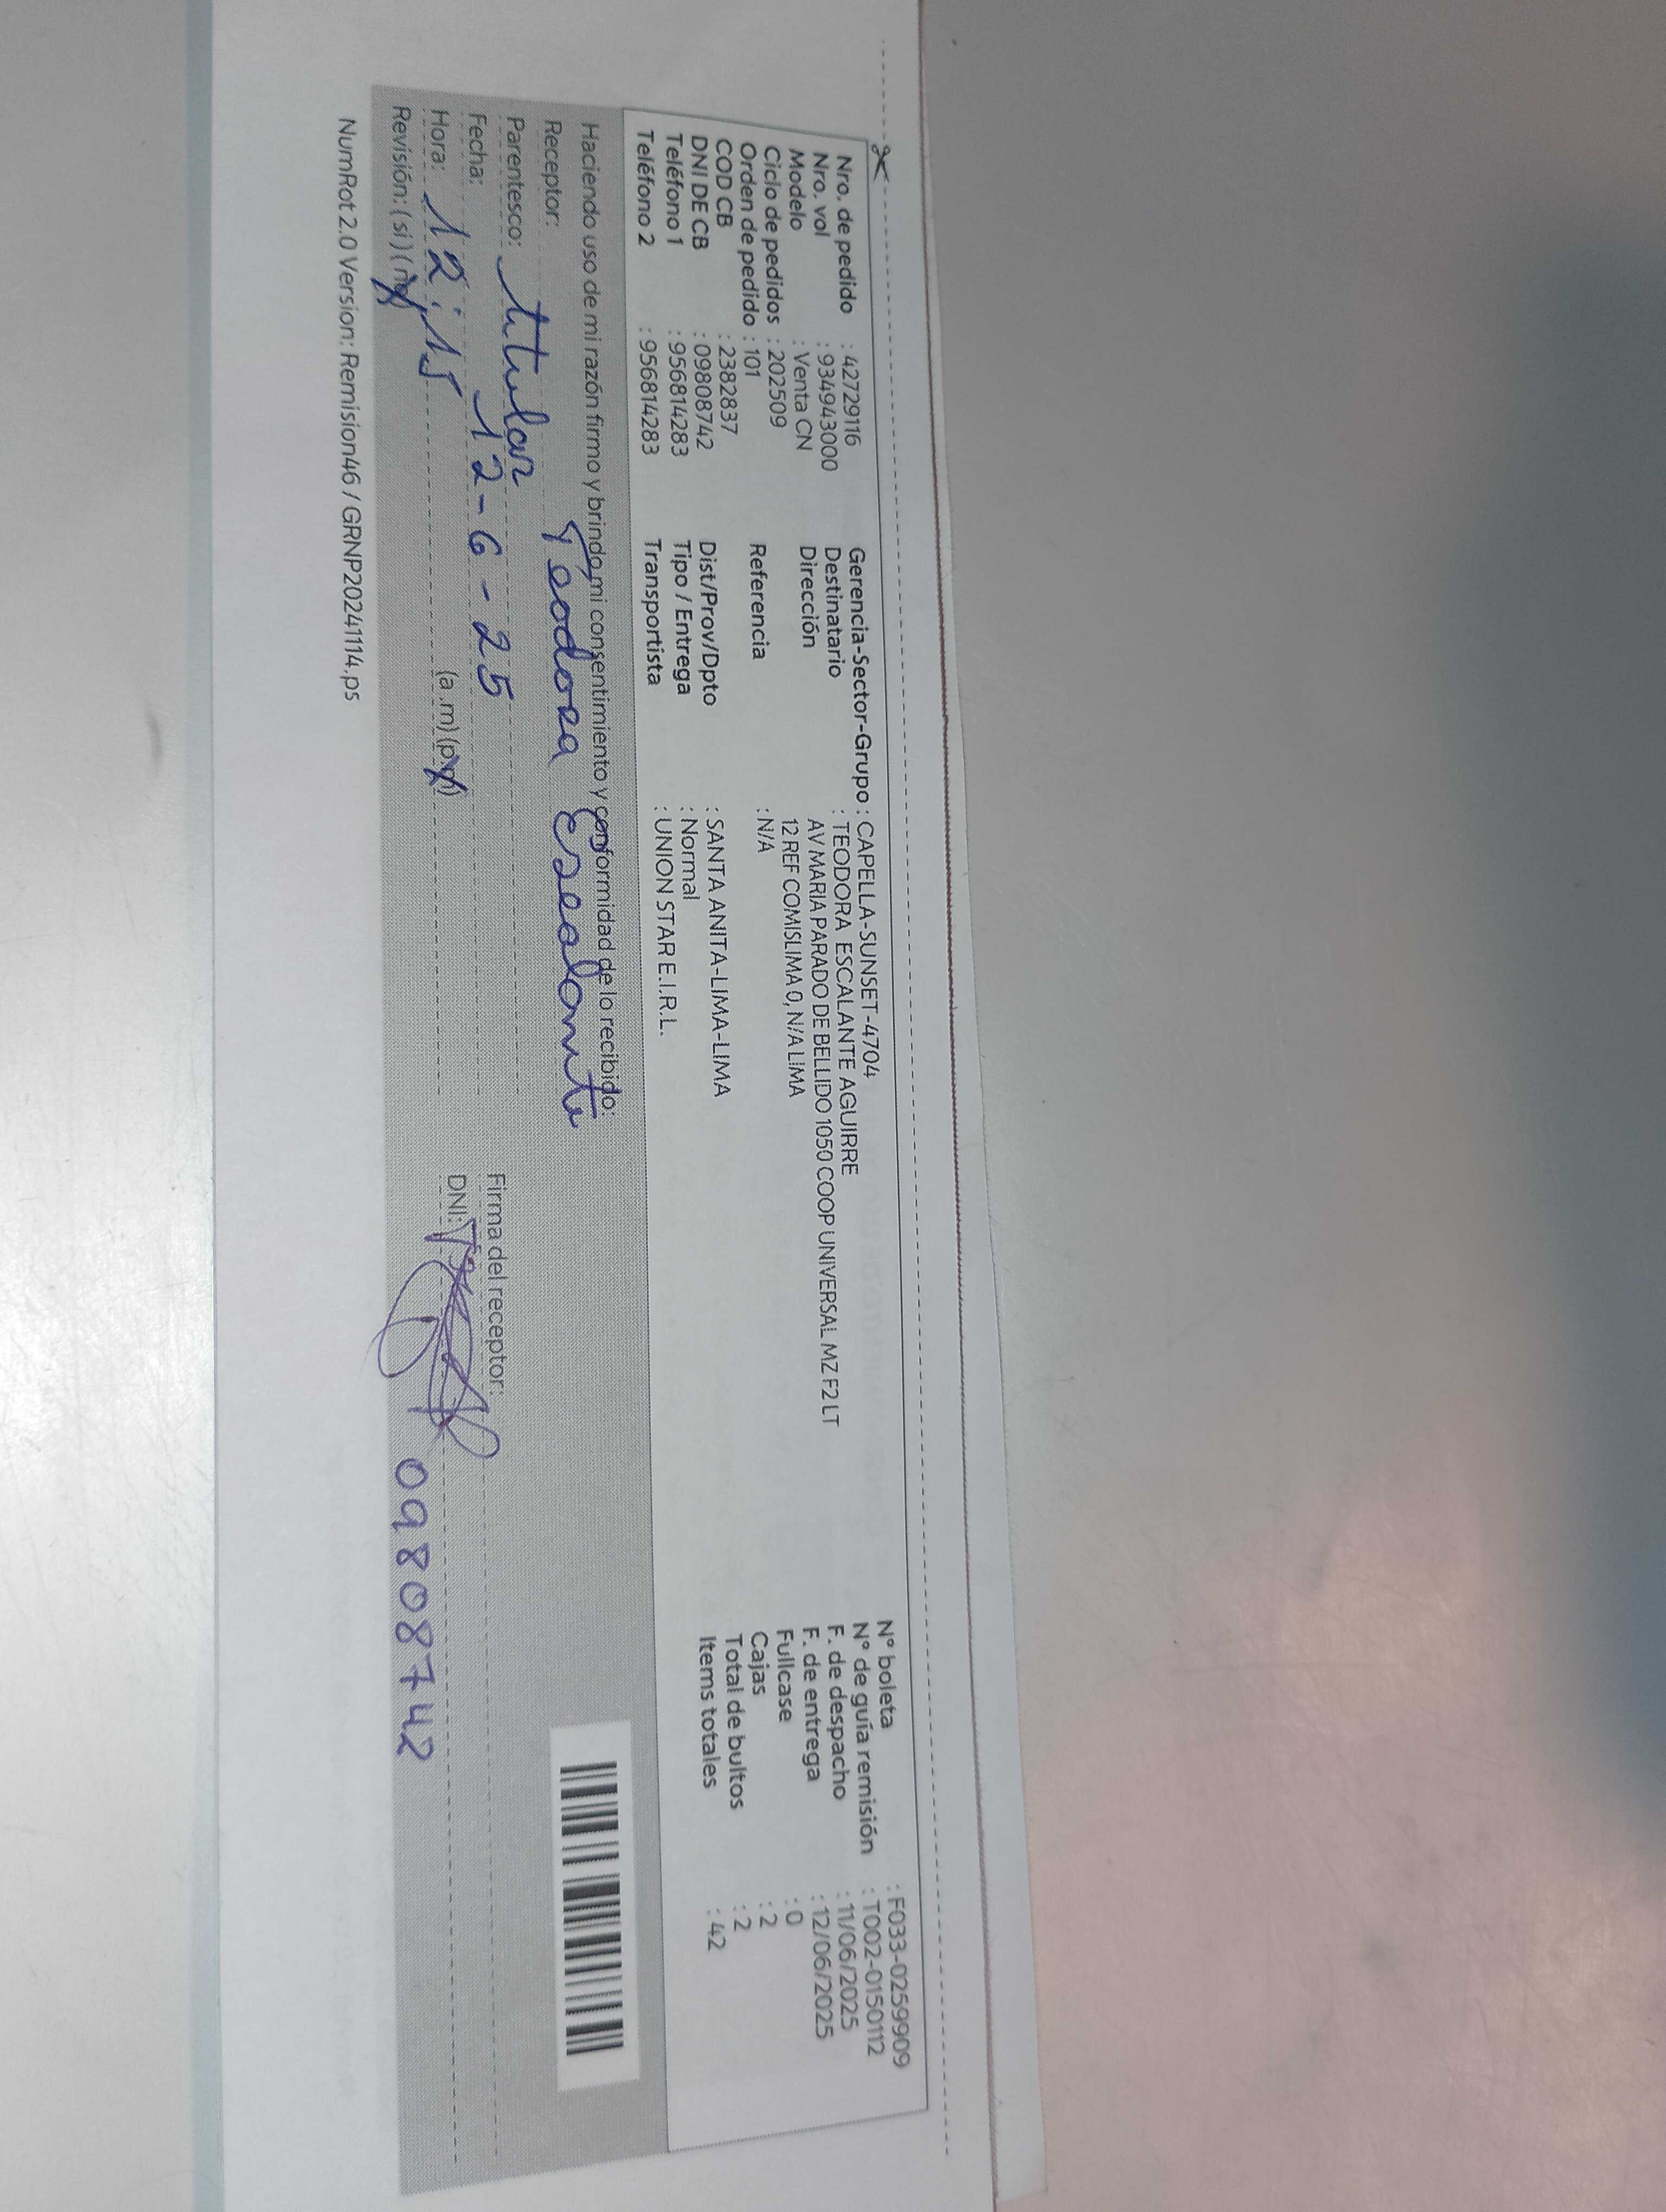 Nro. de pedido : 42729116
Nro. vol : 934943000
Modelo : Venta CN
Ciclo de pedidos : 202509
Orden de pedido : 101
COD CB : 2382837
DNI DE CB : 09808742
Teléfono 1 : 956814283
Teléfono 2 : 956814283
Gerencia-Sector-Grupo : CAPELLA-SUNSET-4704
Destinatario : TEODORA ESCALANTE AGUIRRE
Dirección AV MARIA PARADO DE BELLIDO 1050 COOP UNIVERSAL MZ F2 LT
12 REF COMISLIMA 0, N/A LIMA
Referencia : N/A
Dist/Prov/Dpto : SANTA ANITA-LIMA-LIMA
Tipo / Entrega : Normal
Transportista : UNION STAR E.I.R.L.
N° boleta : F033-0259909
N° de guía remisión : T002-0150112
F. de despacho : 11/06/2025
F. de entrega : 12/06/2025
Fullcase : 0
Cajas : 2
Total de bultos : 2
Items totales : 42
Haciendo uso de mi razón firmo y brindo mi consentimiento y conformidad de lo recibido:
Receptor: Teodora Escalante
Parentesco: titular
Fecha: 12-6-25
Hora: 12:15 (a.m) (p.m)
Revisión: (si) (no)
Firma del receptor:
DNI: 09808742
NumRot 2.0 Version: Remision46 / GRNP20241114.ps